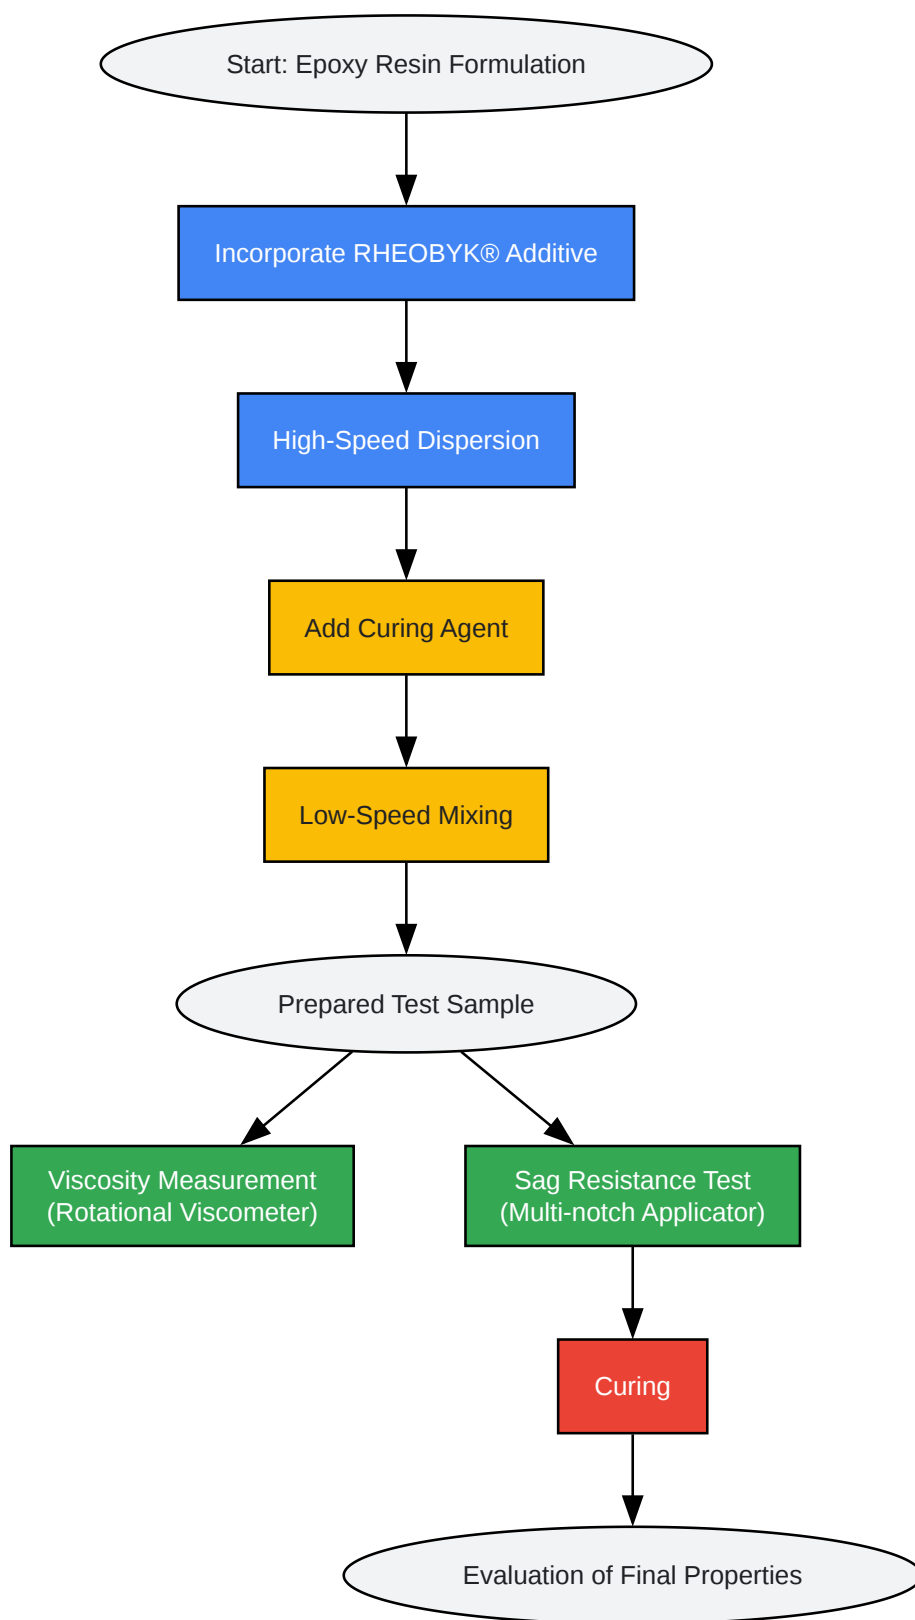 Start: Epoxy Resin Formulation
Incorporate RHEOBYK® Additive
High-Speed Dispersion
Add Curing Agent
Low-Speed Mixing
Prepared Test Sample
Viscosity Measurement
(Rotational Viscometer)
Sag Resistance Test
(Multi-notch Applicator)
Curing
Evaluation of Final Properties